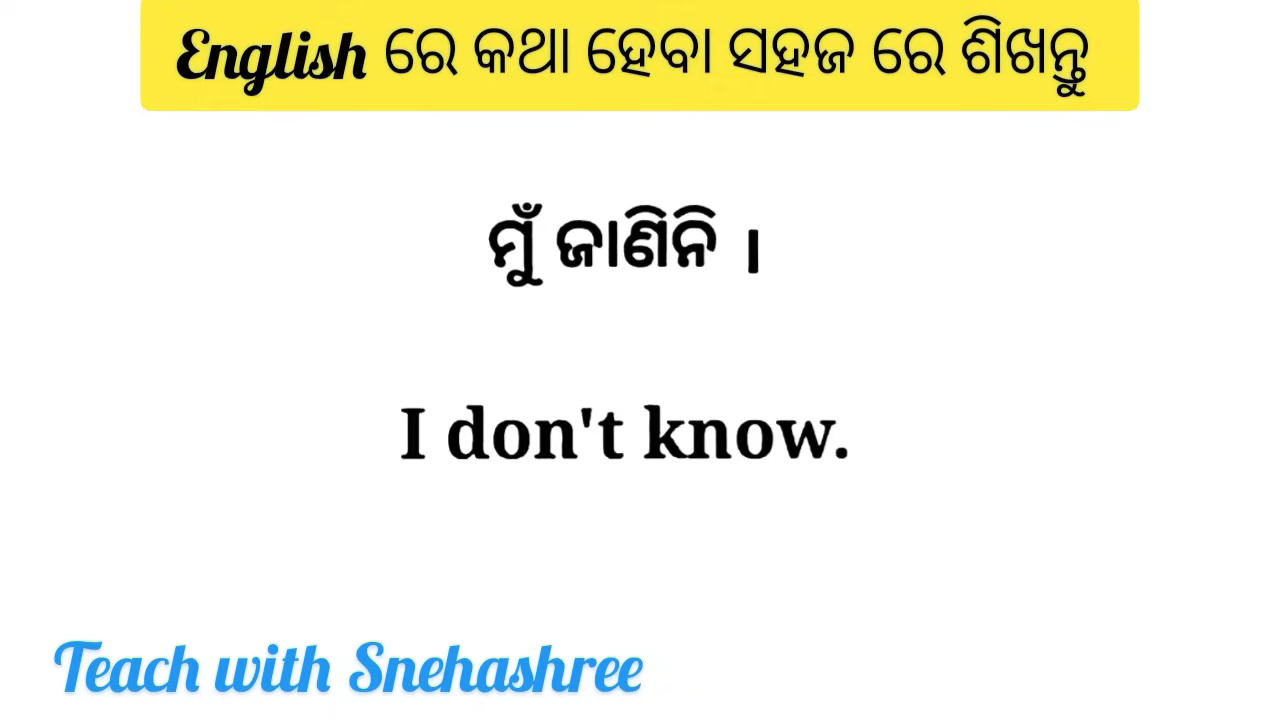 English ରେ କଥା ହେବା ସହଜ ରେ ଶିଖନ୍ତୁ
ମୁଁ ଜାଣିନି ।
I don't know.
Teach with Snehashree